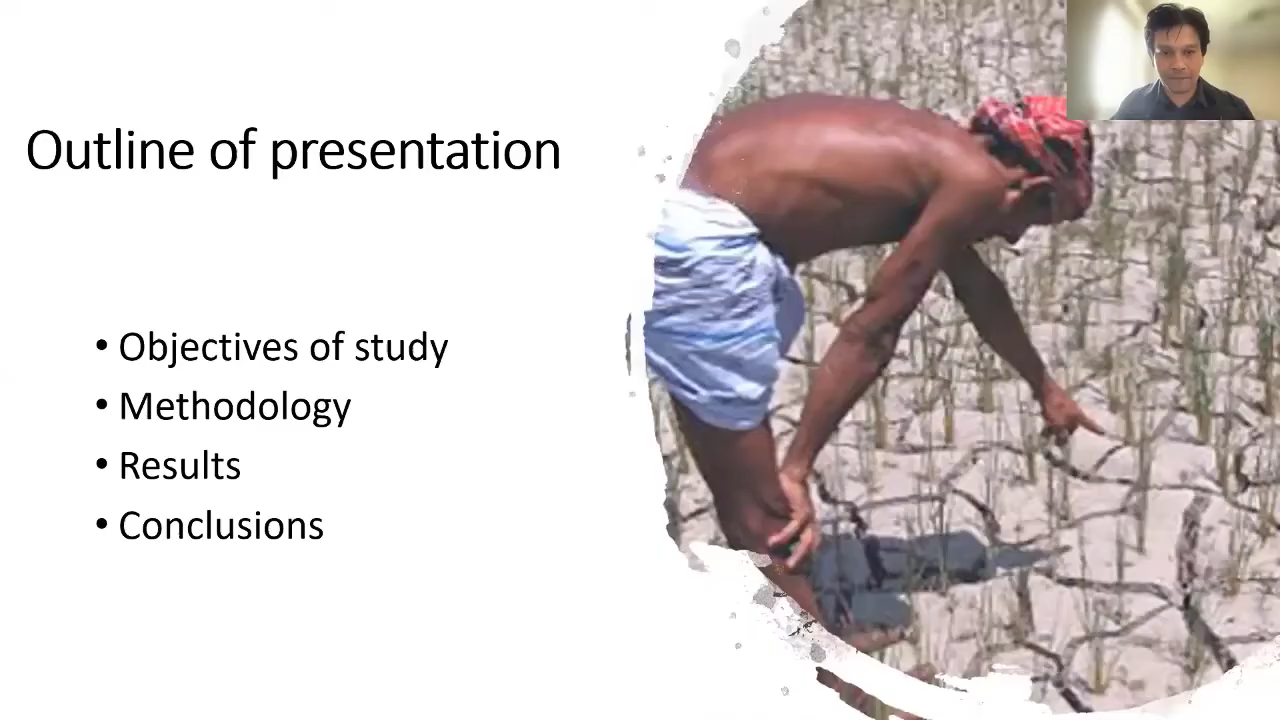 Outline of presentation
• Objectives of study
• Methodology
• Results
• Conclusions